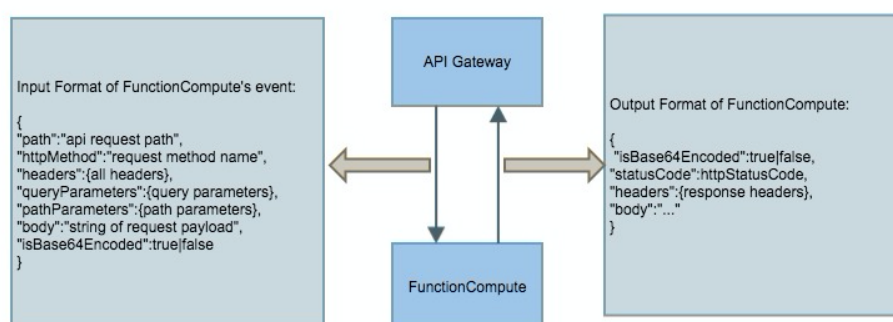 Input Format of FunctionCompute's event:
{
"path":"api request path",
"httpMethod":"request method name",
"headers":{all headers},
"queryParameters":{query parameters},
"pathParameters":{path parameters},
"body":"string of request payload",
"isBase64Encoded":true|false
}
API Gateway
FunctionCompute
Output Format of FunctionCompute:
{
"isBase64Encoded":true|false,
"statusCode":httpStatusCode,
"headers":{response headers},
"body":"..."
}